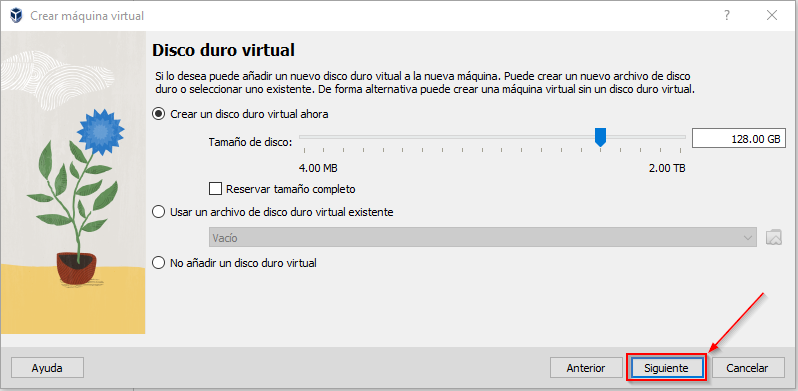 Crear máquina virtual
Disco duro virtual
Si lo desea puede añadir un nuevo disco duro vitual a la nueva máquina. Puede crear un nuevo archivo de disco
duro o seleccionar uno existente. De forma alternativa puede crear una máquina virtual sin un disco duro virtual.
Crear un disco duro virtual ahora
Tamaño de disco:
128.00 GB
4.00 MB
2.00 TB
Reservar tamaño completo
Usar un archivo de disco duro virtual existente
Vacío
No añadir un disco duro virtual
Ayuda
Anterior
Siguiente
Cancelar